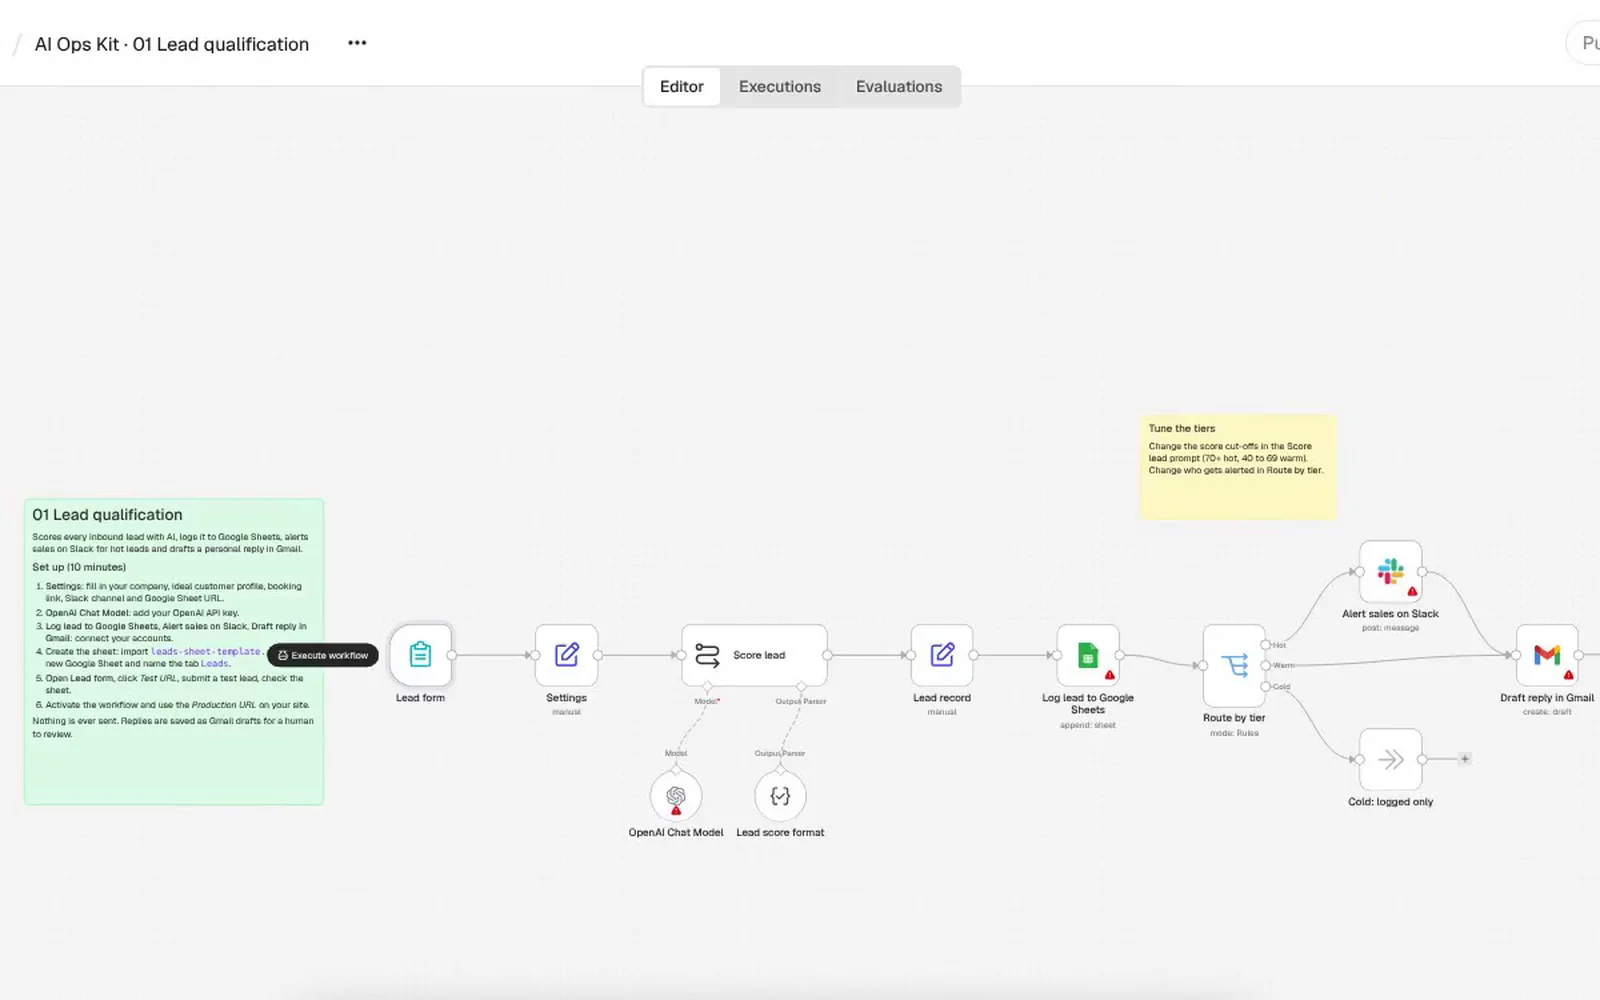 / AI Ops Kit · 01 Lead qualification ...
Pu
Editor Executions Evaluations
Tune the tiers
Change the score cut-offs in the Score
lead prompt (70+ hot, 40 to 69 warm).
Change who gets alerted in Route by tier.
01 Lead qualification
Scores every inbound lead with AI, logs it to Google Sheets, alerts
sales on Slack for hot leads and drafts a personal reply in Gmail.
Set up (10 minutes)
1. Settings: fill in your company, ideal customer profile, booking
link, Slack channel and Google Sheet URL.
2. OpenAI Chat Model: add your OpenAI API key.
3. Log lead to Google Sheets, Alert sales on Slack, Draft reply in
Gmail: connect your accounts.
4. Create the sheet: import leads-sheet-template.
new Google Sheet and name the tab Leads.
5. Open Lead form, click Test URL, submit a test lead, check the
sheet.
6. Activate the workflow and use the Production URL on your site.
Nothing is ever sent. Replies are saved as Gmail drafts for a human
to review.
Execute workflow
Lead form
Settings
manual
Score lead
Model*
Output Parser
Model
Output Parser
OpenAI Chat Model
Lead score format
Lead record
manual
Log lead to Google
Sheets
append: sheet
Route by tier
mode: Rules
Hot
Warm
Cold
Alert sales on Slack
post: message
Cold: logged only
Draft reply in Gmail
create: draft